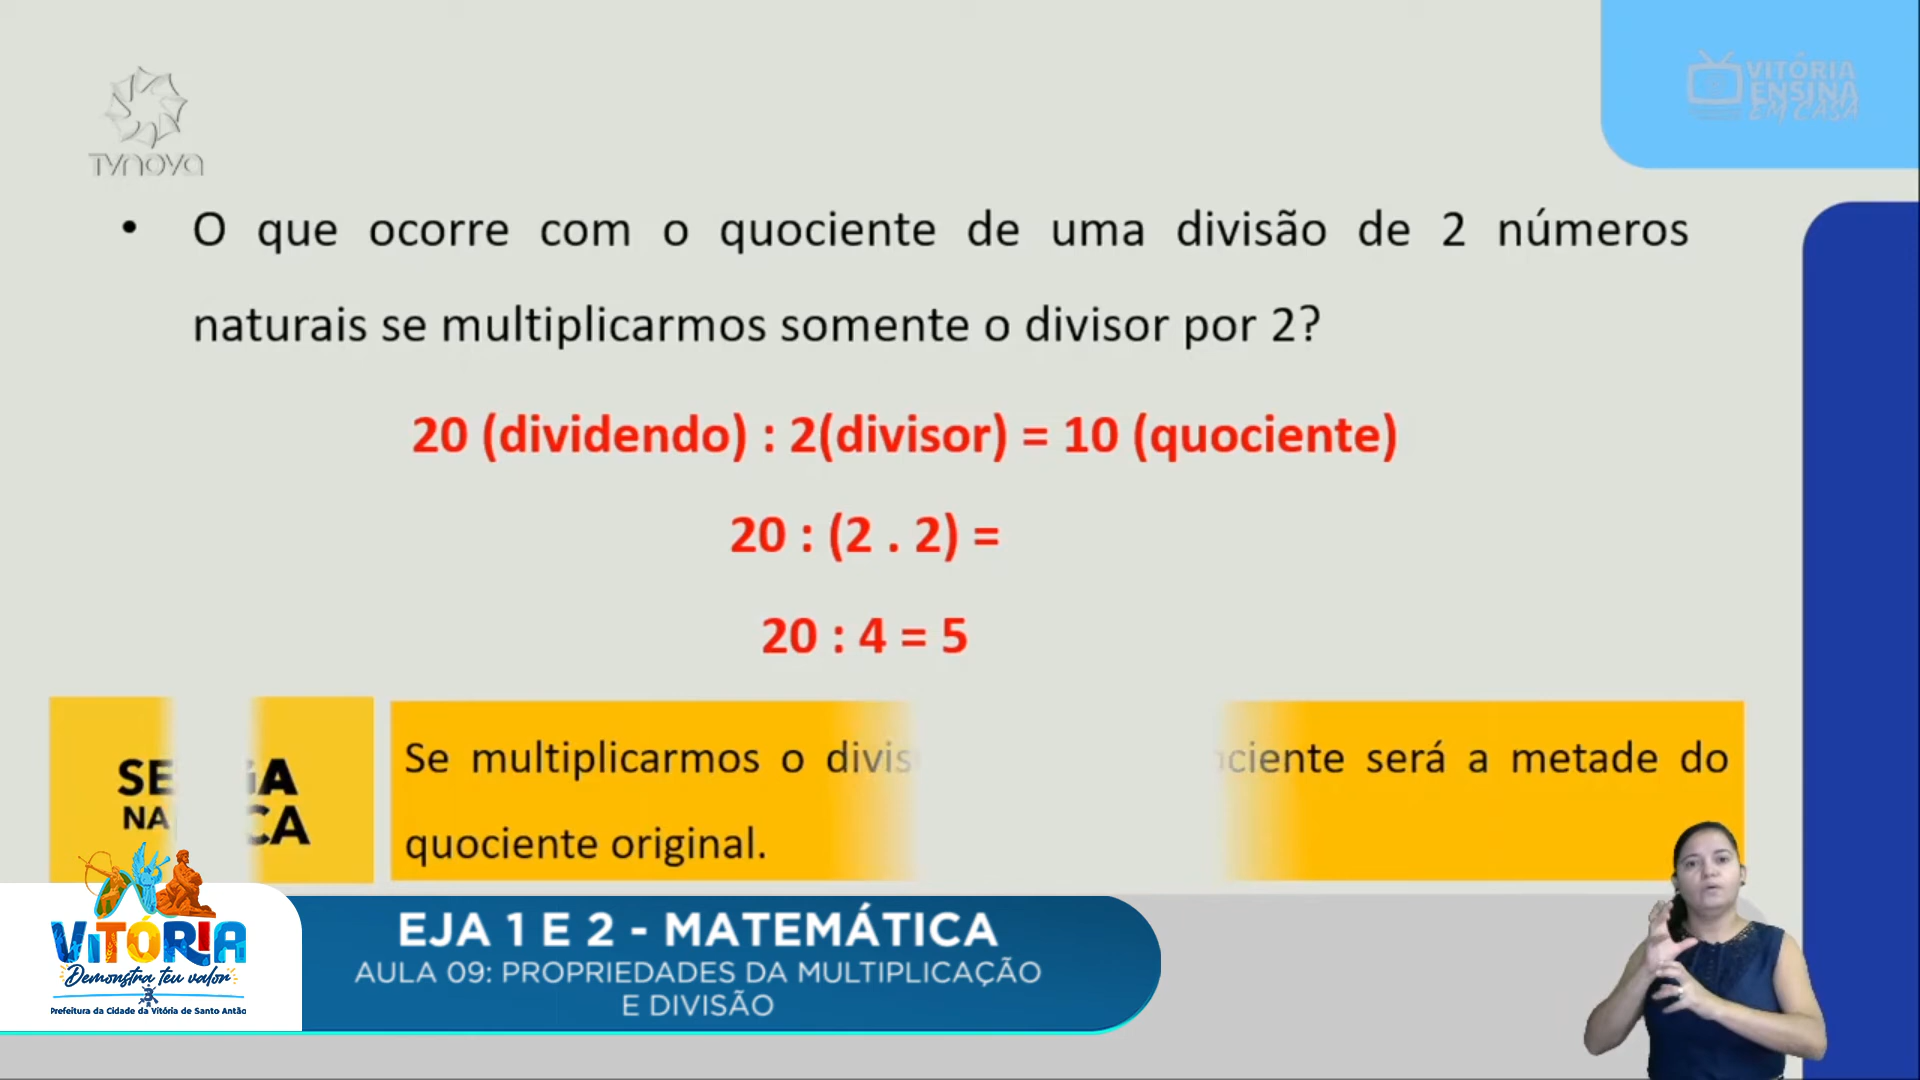 TVNOVA
VITÓRIA
ENSINA
EM CASA
• O que ocorre com o quociente de uma divisão de 2 números
naturais se multiplicarmos somente o divisor por 2?
20 (dividendo) : 2(divisor) = 10 (quociente)
20 : (2 . 2) =
20 : 4 = 5
Se multiplicarmos o será a metade do
quociente original.
VITÓRIA
Demonstra teu valor
Prefeitura da Cidade da Vitória de Santo Antão
EJA 1 E 2 - MATEMÁTICA
AULA 09: PROPRIEDADES DA MULTIPLICAÇÃO
E DIVISÃO